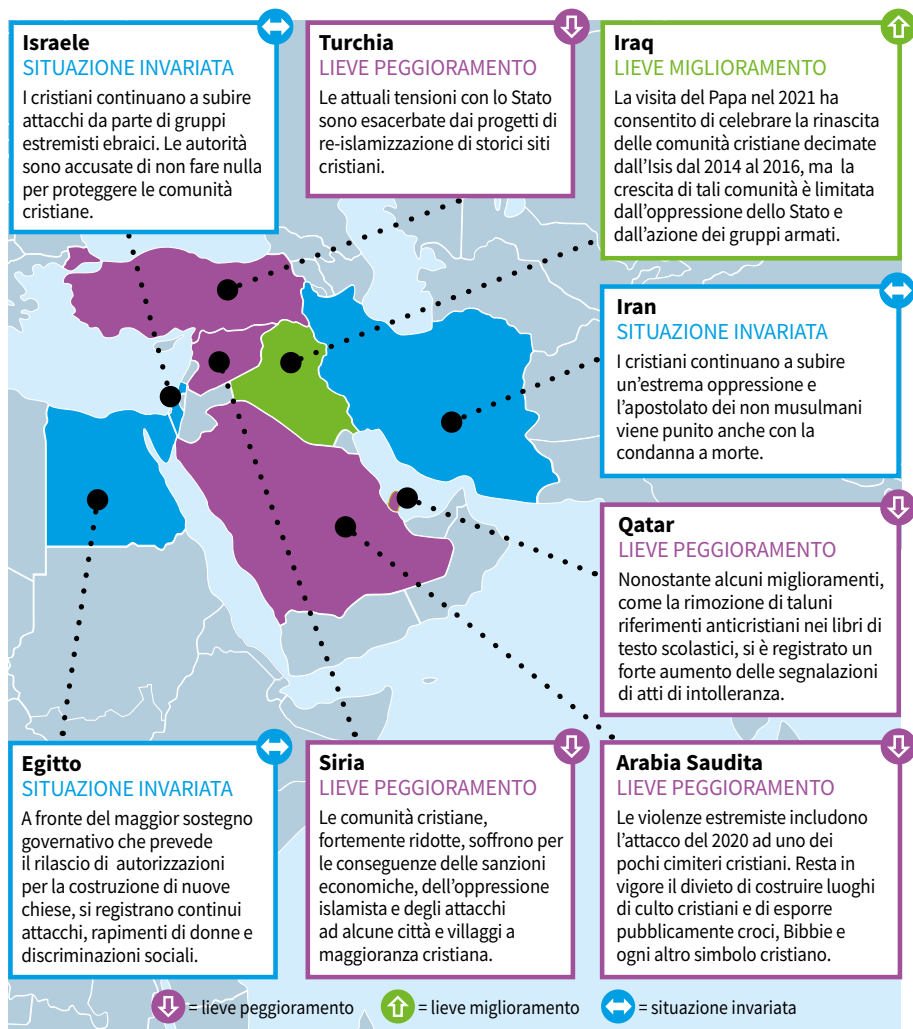 Israele
SITUAZIONE INVARIATA
I cristiani continuano a subire
attacchi da parte di gruppi
estremisti ebraici. Le autorità
sono accusate di non fare nulla
per proteggere le comunità
cristiane.
Turchia
LIEVE PEGGIORAMENTO
Le attuali tensioni con lo Stato
sono esacerbate dai progetti di
re-islamizzazione di storici siti
cristiani.
Iraq
LIEVE MIGLIORAMENTO
La visita del Papa nel 2021 ha
consentito di celebrare la rinascita
delle comunità cristiane decimate
dall'Isis dal 2014 al 2016, ma la
crescita di tali comunità è limitata
dall'oppressione dello Stato e
dall'azione dei gruppi armati.
Iran
SITUAZIONE INVARIATA
I cristiani continuano a subire
un'estrema oppressione e
l'apostolato dei non musulmani
viene punito anche con la
condanna a morte.
Qatar
LIEVE PEGGIORAMENTO
Nonostante alcuni miglioramenti,
come la rimozione di taluni
riferimenti anticristiani nei libri di
testo scolastici, si è registrato un
forte aumento delle segnalazioni
di atti di intolleranza.
Egitto
SITUAZIONE INVARIATA
A fronte del maggior sostegno
governativo che prevede
il rilascio di autorizzazioni
per la costruzione di nuove
chiese, si registrano continui
attacchi, rapimenti di donne e
discriminazioni sociali.
Siria
LIEVE PEGGIORAMENTO
Le comunità cristiane,
fortemente ridotte, soffrono per
le conseguenze delle sanzioni
economiche, dell'oppressione
islamista e degli attacchi
ad alcune città e villaggi a
maggioranza cristiana.
Arabia Saudita
LIEVE PEGGIORAMENTO
Le violenze estremiste includono
l'attacco del 2020 ad uno dei
pochi cimiteri cristiani. Resta in
vigore il divieto di costruire luoghi
di culto cristiani e di esporre
pubblicamente croci, Bibbie e
ogni altro simbolo cristiano.
= lieve peggioramento = lieve miglioramento = situazione invariata